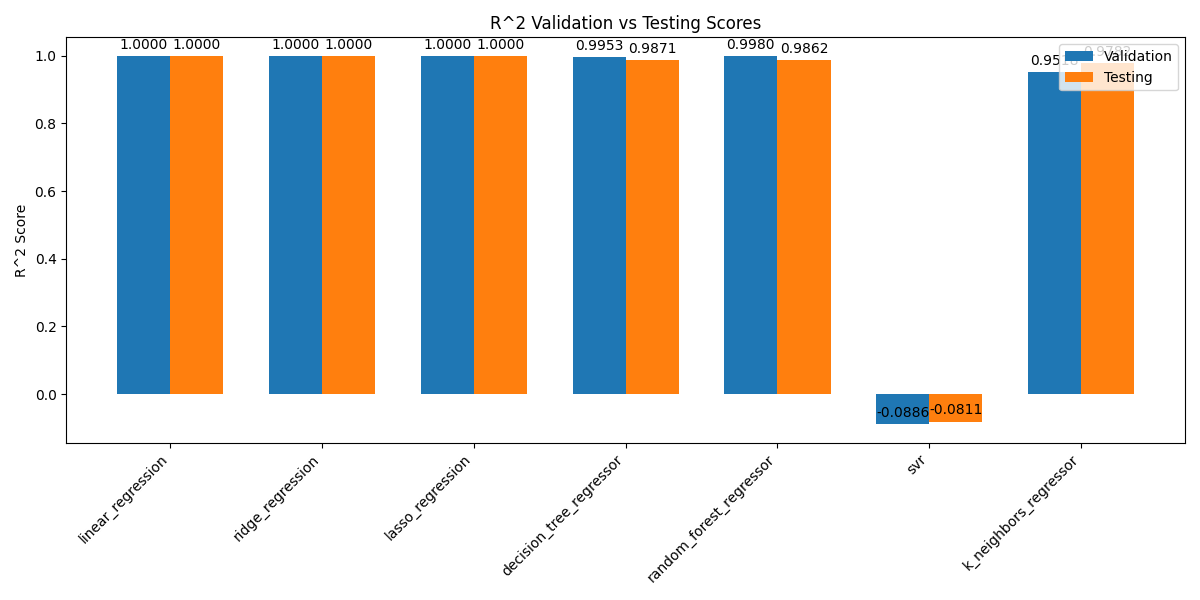 R^2 Validation vs Testing Scores
1.0000 1.0000 1.0000 1.0000 1.0000 1.0000 0.9953 0.9871 0.9980 0.9862
Validation
Testing
R^2 Score
1.0
0.8
0.6
0.4
0.2
0.0
-0.0886 -0.0811
linear_regression
ridge_regression
lasso_regression
decision_tree_regressor
random_forest_regressor
svr
k_neighbors_regressor